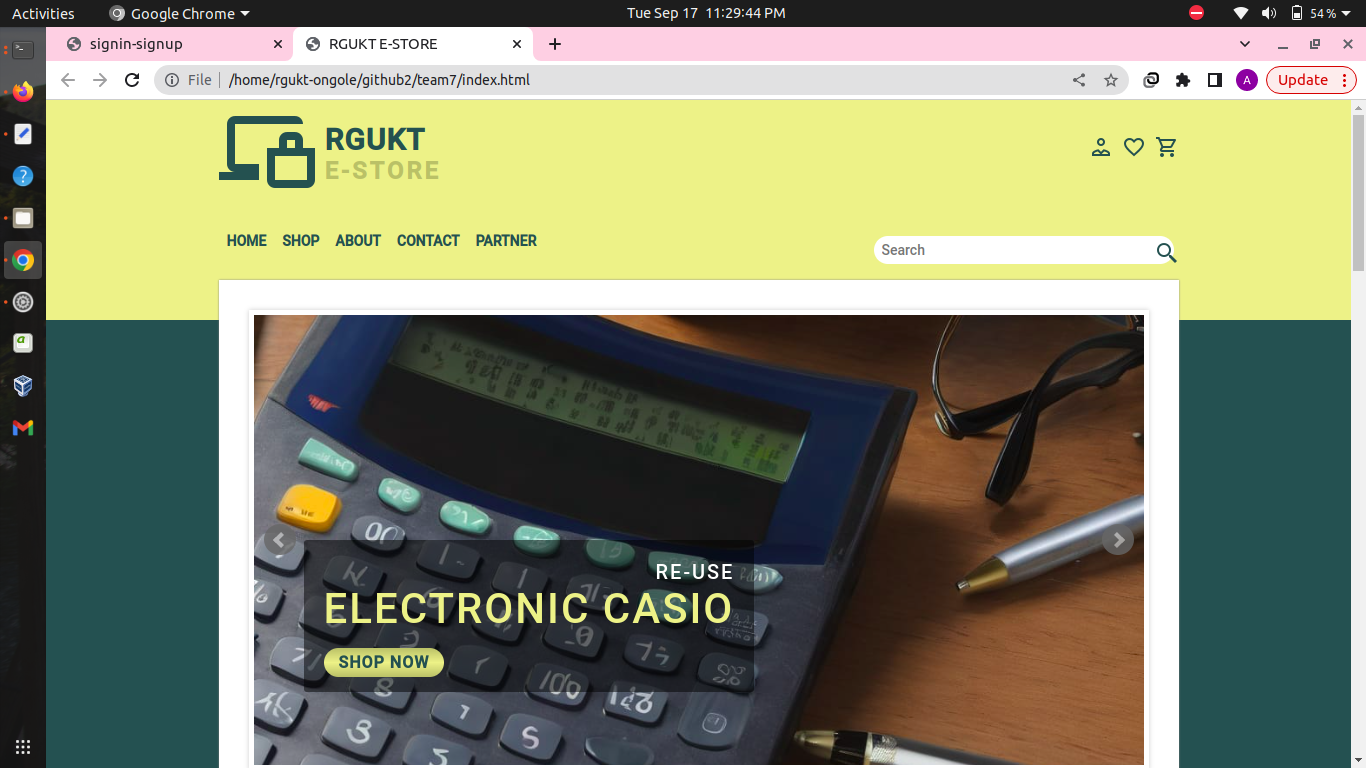 Activities
Google Chrome
Tue Sep 17 11:29:44 PM
54 %
signin-signup
RGUKT E-STORE
File
/home/rgukt-ongole/github2/team7/index.html
A
Update
RGUKT
E-STORE
HOME
SHOP
ABOUT
CONTACT
PARTNER
Search
RE-USE
ELECTRONIC CASIO
SHOP NOW